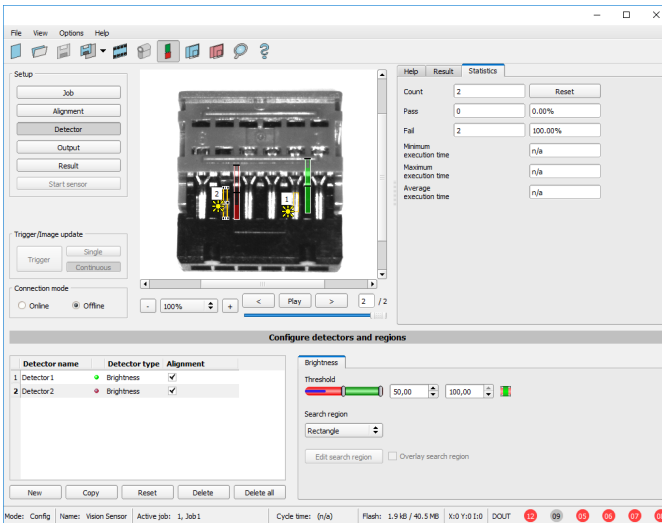 File View Options Help
Setup
Job
Alignment
Detector
Output
Result
Start sensor
Trigger/Image update
Trigger
Single
Continuous
Connection mode
Online Offline
2
1
- 100% + < Play > 2 / 2
Help Result Statistics
Count 2 Reset
Pass 0 0.00%
Fail 2 100.00%
Minimum
execution time n/a
Maximum
execution time n/a
Average
execution time n/a
Configure detectors and regions
Detector name Detector type Alignment
1 Detector1 Brightness
2 Detector2 Brightness
New Copy Reset Delete Delete all
Brightness
Threshold
50,00 100,00
Search region
Rectangle
Edit search region Overlay search region
Mode: Config Name: Vision Sensor Active job: 1, Job1 Cycle time: (n/a) Flash: 1.9 kB / 40.5 MB X:0 Y:0 I:0 DOUT 12 09 05 06 07